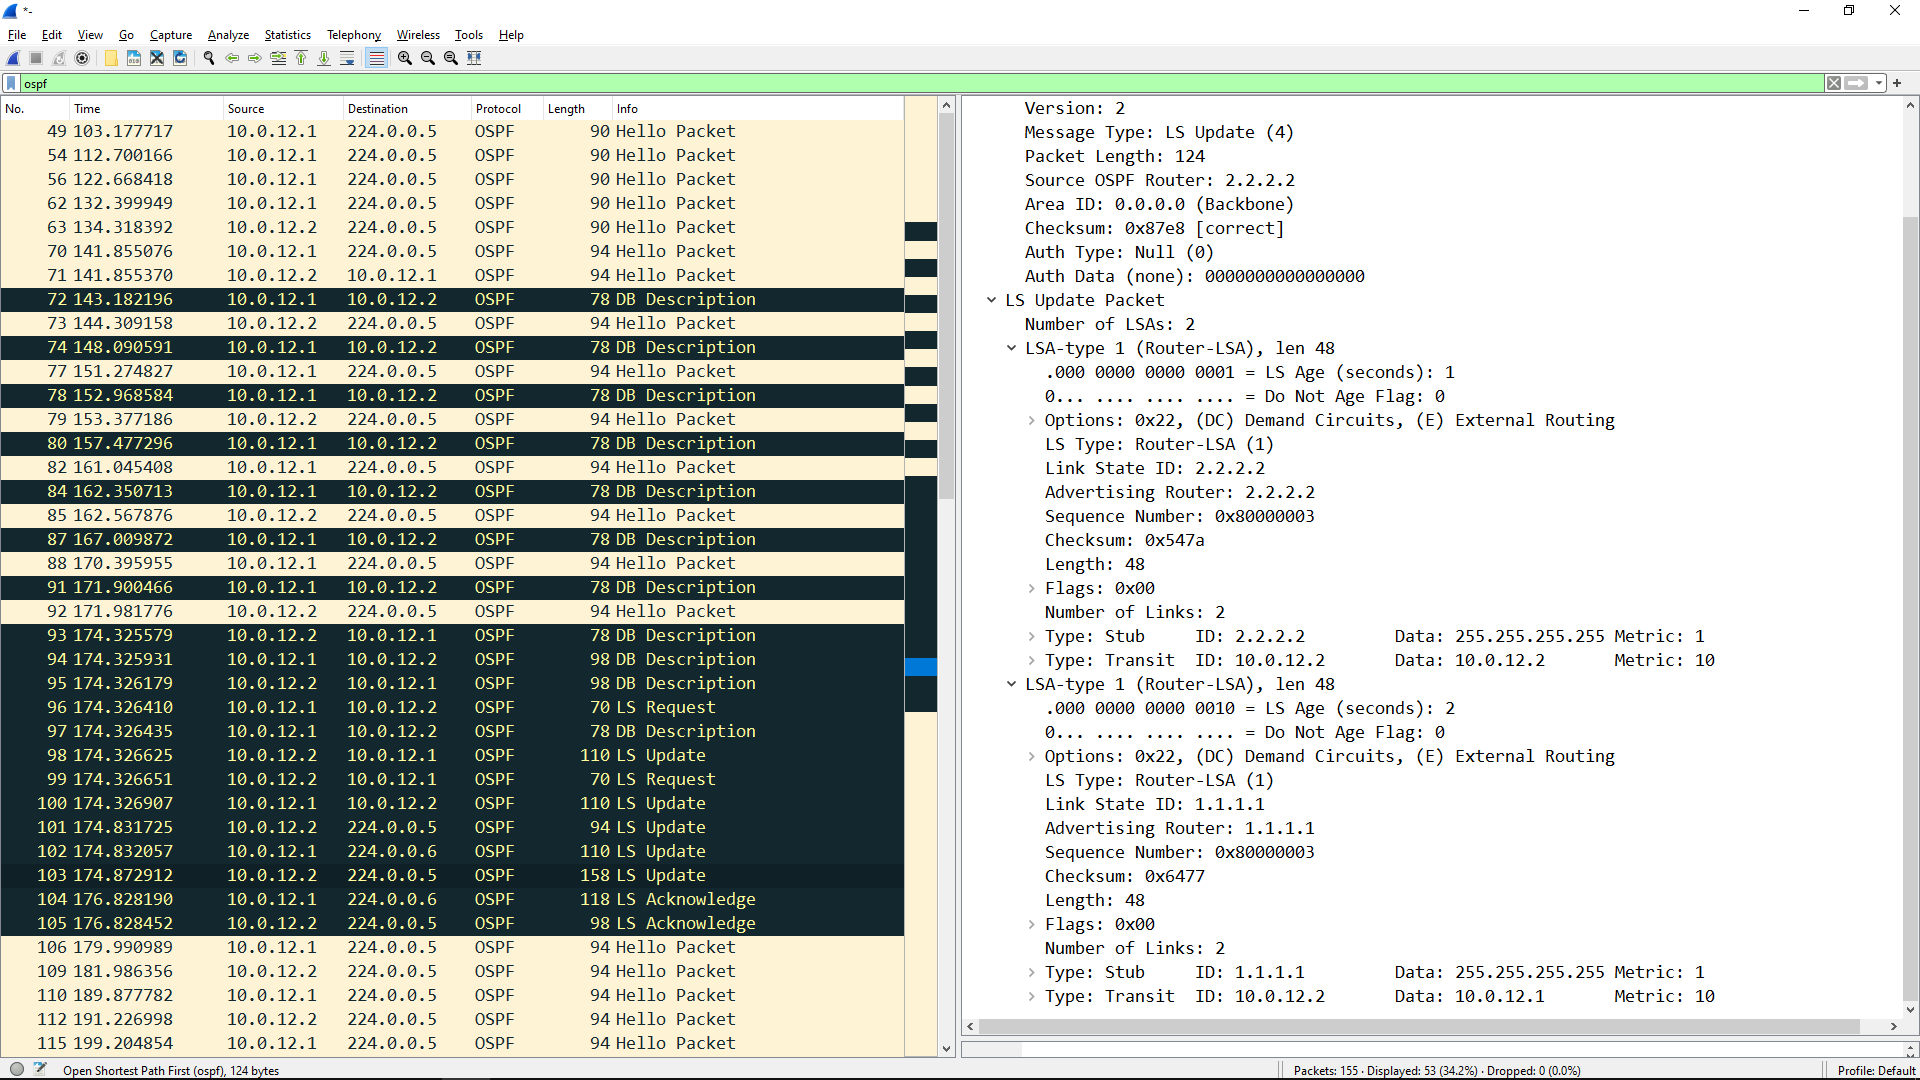 *-
File Edit View Go Capture Analyze Statistics Telephony Wireless Tools Help
ospf
No. Time Source Destination Protocol Length Info
49 103.177717 10.0.12.1 224.0.0.5 OSPF 90 Hello Packet
54 112.700166 10.0.12.1 224.0.0.5 OSPF 90 Hello Packet
56 122.668418 10.0.12.1 224.0.0.5 OSPF 90 Hello Packet
62 132.399949 10.0.12.1 224.0.0.5 OSPF 90 Hello Packet
63 134.318392 10.0.12.2 224.0.0.5 OSPF 90 Hello Packet
70 141.855076 10.0.12.1 224.0.0.5 OSPF 94 Hello Packet
71 141.855370 10.0.12.2 10.0.12.1 OSPF 94 Hello Packet
72 143.182196 10.0.12.1 10.0.12.2 OSPF 78 DB Description
73 144.309158 10.0.12.2 224.0.0.5 OSPF 94 Hello Packet
74 148.090591 10.0.12.1 10.0.12.2 OSPF 78 DB Description
77 151.274827 10.0.12.1 224.0.0.5 OSPF 94 Hello Packet
78 152.968584 10.0.12.1 10.0.12.2 OSPF 78 DB Description
79 153.377186 10.0.12.2 224.0.0.5 OSPF 94 Hello Packet
80 157.477296 10.0.12.1 10.0.12.2 OSPF 78 DB Description
82 161.045408 10.0.12.1 224.0.0.5 OSPF 94 Hello Packet
84 162.350713 10.0.12.1 10.0.12.2 OSPF 78 DB Description
85 162.567876 10.0.12.2 224.0.0.5 OSPF 94 Hello Packet
87 167.009872 10.0.12.1 10.0.12.2 OSPF 78 DB Description
88 170.395955 10.0.12.1 224.0.0.5 OSPF 94 Hello Packet
91 171.900466 10.0.12.1 10.0.12.2 OSPF 78 DB Description
92 171.981776 10.0.12.2 224.0.0.5 OSPF 94 Hello Packet
93 174.325579 10.0.12.2 10.0.12.1 OSPF 78 DB Description
94 174.325931 10.0.12.1 10.0.12.2 OSPF 98 DB Description
95 174.326179 10.0.12.2 10.0.12.1 OSPF 98 DB Description
96 174.326410 10.0.12.1 10.0.12.2 OSPF 70 LS Request
97 174.326435 10.0.12.1 10.0.12.2 OSPF 78 DB Description
98 174.326625 10.0.12.2 10.0.12.1 OSPF 110 LS Update
99 174.326651 10.0.12.2 10.0.12.1 OSPF 70 LS Request
100 174.326907 10.0.12.1 10.0.12.2 OSPF 110 LS Update
101 174.831725 10.0.12.2 224.0.0.5 OSPF 94 LS Update
102 174.832057 10.0.12.1 224.0.0.6 OSPF 110 LS Update
103 174.872912 10.0.12.2 224.0.0.5 OSPF 158 LS Update
104 176.828190 10.0.12.1 224.0.0.6 OSPF 118 LS Acknowledge
105 176.828452 10.0.12.2 224.0.0.5 OSPF 98 LS Acknowledge
106 179.990989 10.0.12.1 224.0.0.5 OSPF 94 Hello Packet
109 181.986356 10.0.12.2 224.0.0.5 OSPF 94 Hello Packet
110 189.877782 10.0.12.1 224.0.0.5 OSPF 94 Hello Packet
112 191.226998 10.0.12.2 224.0.0.5 OSPF 94 Hello Packet
115 199.204854 10.0.12.1 224.0.0.5 OSPF 94 Hello Packet
Version: 2
Message Type: LS Update (4)
Packet Length: 124
Source OSPF Router: 2.2.2.2
Area ID: 0.0.0.0 (Backbone)
Checksum: 0x87e8 [correct]
Auth Type: Null (0)
Auth Data (none): 0000000000000000
LS Update Packet
Number of LSAs: 2
LSA-type 1 (Router-LSA), len 48
.000 0000 0000 0001 = LS Age (seconds): 1
0... .... .... .... = Do Not Age Flag: 0
Options: 0x22, (DC) Demand Circuits, (E) External Routing
LS Type: Router-LSA (1)
Link State ID: 2.2.2.2
Advertising Router: 2.2.2.2
Sequence Number: 0x80000003
Checksum: 0x547a
Length: 48
Flags: 0x00
Number of Links: 2
Type: Stub ID: 2.2.2.2 Data: 255.255.255.255 Metric: 1
Type: Transit ID: 10.0.12.2 Data: 10.0.12.2 Metric: 10
LSA-type 1 (Router-LSA), len 48
.000 0000 0000 0010 = LS Age (seconds): 2
0... .... .... .... = Do Not Age Flag: 0
Options: 0x22, (DC) Demand Circuits, (E) External Routing
LS Type: Router-LSA (1)
Link State ID: 1.1.1.1
Advertising Router: 1.1.1.1
Sequence Number: 0x80000003
Checksum: 0x6477
Length: 48
Flags: 0x00
Number of Links: 2
Type: Stub ID: 1.1.1.1 Data: 255.255.255.255 Metric: 1
Type: Transit ID: 10.0.12.2 Data: 10.0.12.1 Metric: 10
Open Shortest Path First (ospf), 124 bytes
Packets: 155 · Displayed: 53 (34.2%) · Dropped: 0 (0.0%)
Profile: Default